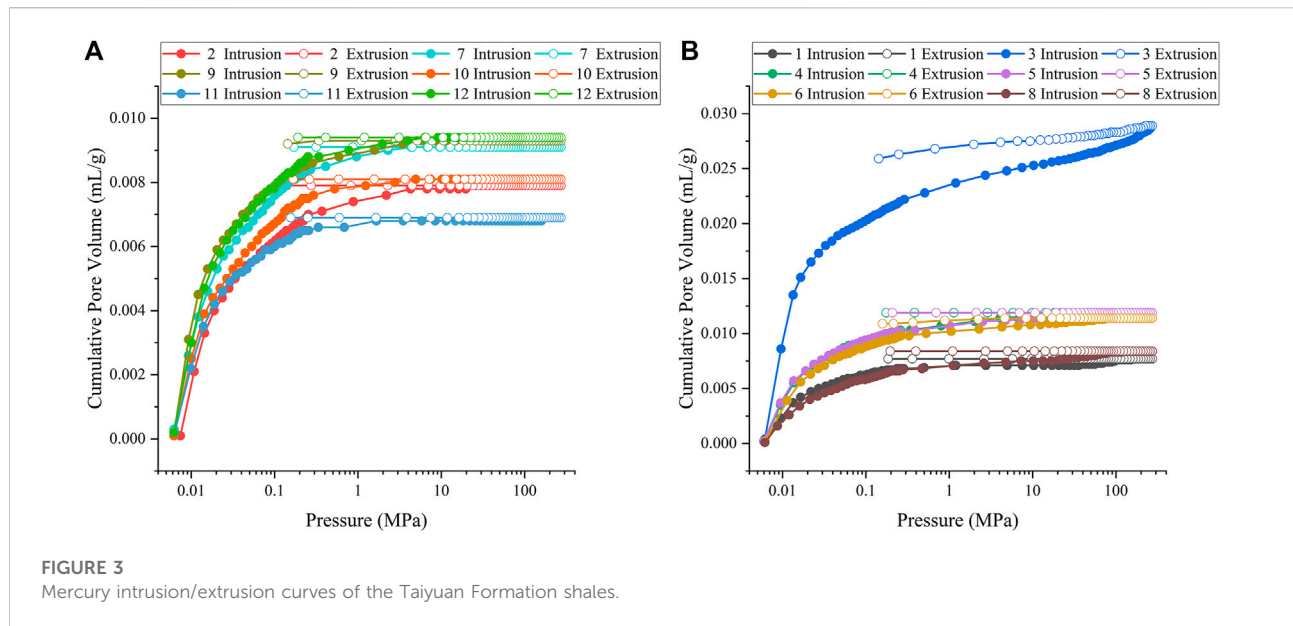 A
2 Intrusion 2 Extrusion 7 Intrusion 7 Extrusion
9 Intrusion 9 Extrusion 10 Intrusion 10 Extrusion
11 Intrusion 11 Extrusion 12 Intrusion 12 Extrusion
0.010
0.008
0.006
0.004
0.002
0.000
Cumulative Pore Volume (mL/g)
0.01 0.1 1 10 100
Pressure (MPa)
B
1 Intrusion 1 Extrusion 3 Intrusion 3 Extrusion
4 Intrusion 4 Extrusion 5 Intrusion 5 Extrusion
6 Intrusion 6 Extrusion 8 Intrusion 8 Extrusion
0.030
0.025
0.020
0.015
0.010
0.005
0.000
Cumulative Pore Volume (mL/g)
0.01 0.1 1 10 100
Pressure (MPa)
FIGURE 3
Mercury intrusion/extrusion curves of the Taiyuan Formation shales.